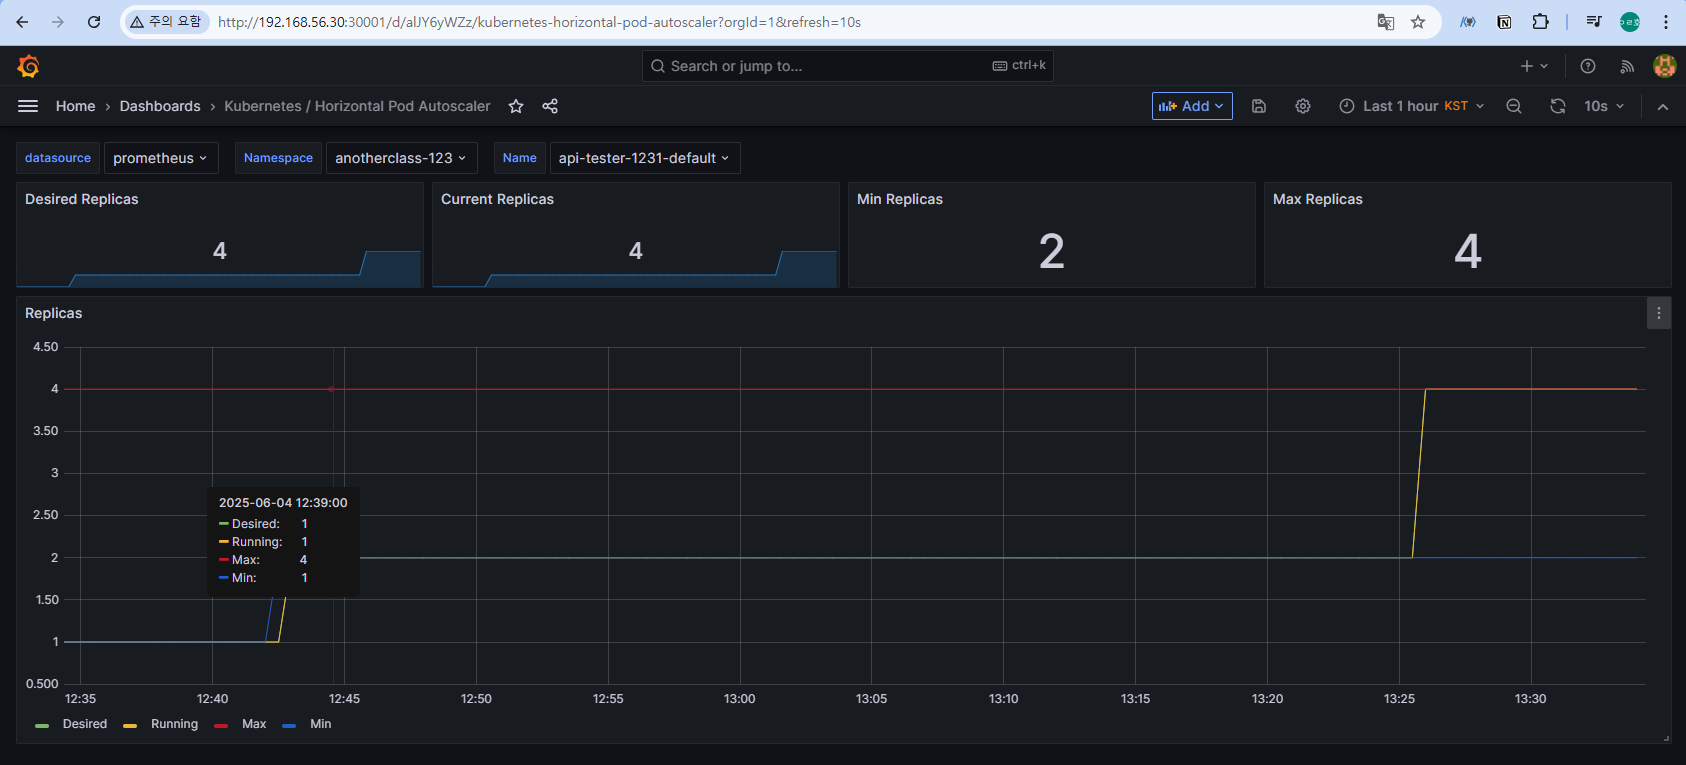 주의 요함 http://192.168.56.30:30001/d/alJY6yWZz/kubernetes-horizontal-pod-autoscaler?orgId=1&refresh=10s
Search or jump to... ctrl+k
Home › Dashboards › Kubernetes / Horizontal Pod Autoscaler Add Last 1 hour KST 10s
datasource prometheus Namespace anotherclass-123 Name api-tester-1231-default
Desired Replicas
4
Current Replicas
4
Min Replicas
2
Max Replicas
4
Replicas
4.50
4
3.50
3
2.50
2
1.50
1
0.500
2025-06-04 12:39:00
Desired: 1
Running: 1
Max: 4
Min: 1
12:35 12:40 12:45 12:50 12:55 13:00 13:05 13:10 13:15 13:20 13:25 13:30
Desired Running Max Min